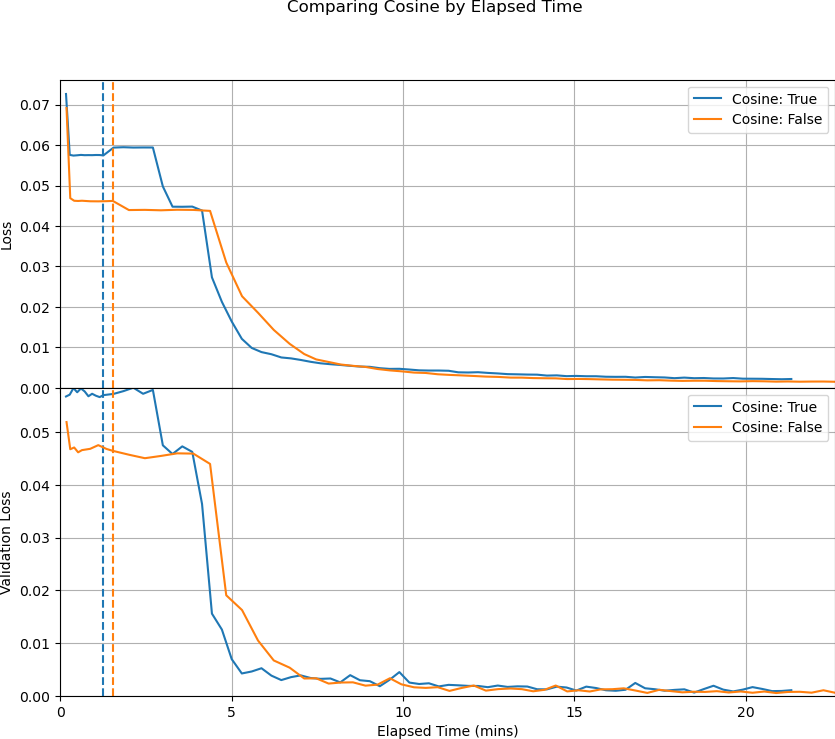 Comparing Cosine by Elapsed Time
0.07
0.06
0.05
0.04
0.03
0.02
0.01
0.00
Loss
Cosine: True
Cosine: False
0.05
0.04
0.03
0.02
0.01
0.00
Validation Loss
Cosine: True
Cosine: False
0 5 10 15 20
Elapsed Time (mins)